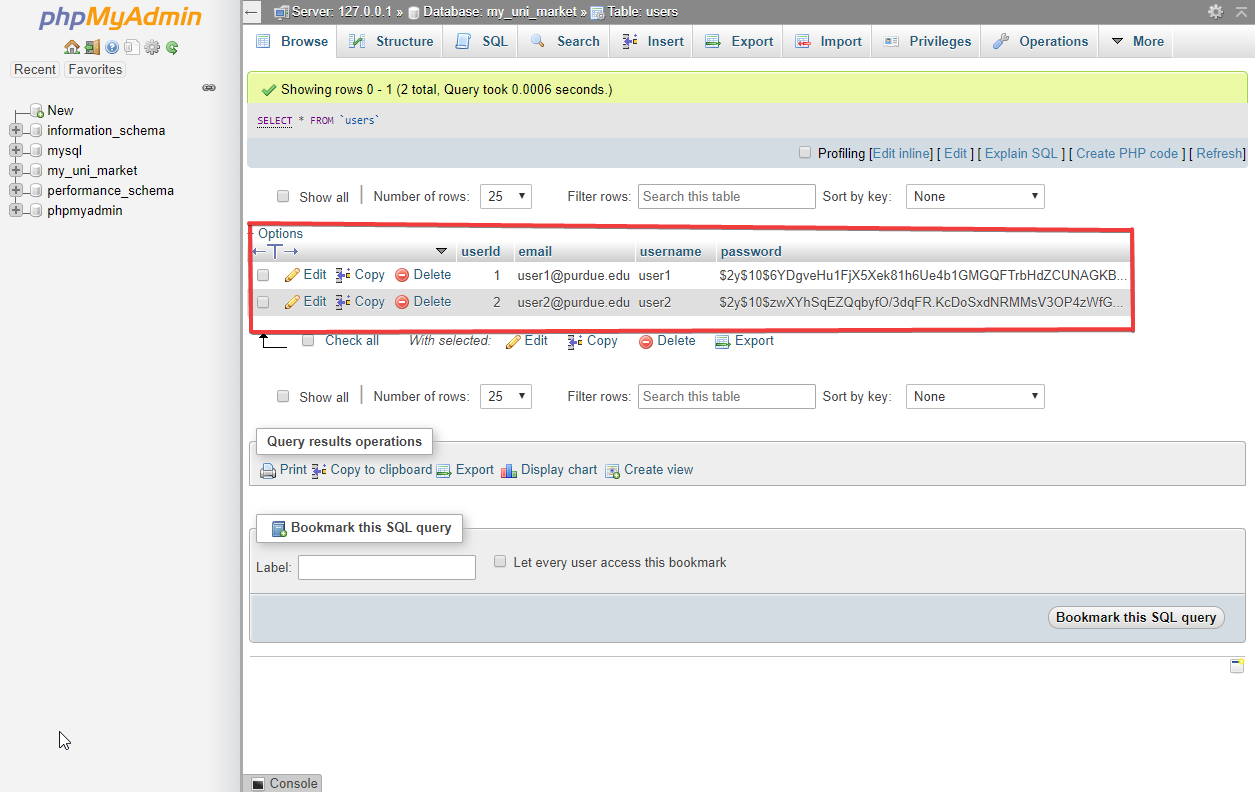 phpMyAdmin
Recent Favorites
New
information_schema
mysql
my_uni_market
performance_schema
phpmyadmin
Server: 127.0.0.1 » Database: my_uni_market » Table: users
Browse Structure SQL Search Insert Export Import Privileges Operations More
Showing rows 0 - 1 (2 total, Query took 0.0006 seconds.)
SELECT * FROM `users`
Profiling [Edit inline] [ Edit ] [ Explain SQL ] [ Create PHP code ] [ Refresh]
Show all Number of rows: 25 Filter rows: Search this table Sort by key: None
+ Options
←T→ userId email username password
Edit Copy Delete 1 user1@purdue.edu user1 $2y$10$6YDgveHu1FjX5Xek81h6Ue4b1GMGQFTrbHdZCUNAGKB...
Edit Copy Delete 2 user2@purdue.edu user2 $2y$10$zwXYhSqEZQqbyfO/3dqFR.KcDoSxdNRMMsV3OP4zWfG...
Check all With selected: Edit Copy Delete Export
Show all Number of rows: 25 Filter rows: Search this table Sort by key: None
Query results operations
Print Copy to clipboard Export Display chart Create view
Bookmark this SQL query
Label: Let every user access this bookmark
Bookmark this SQL query
Console